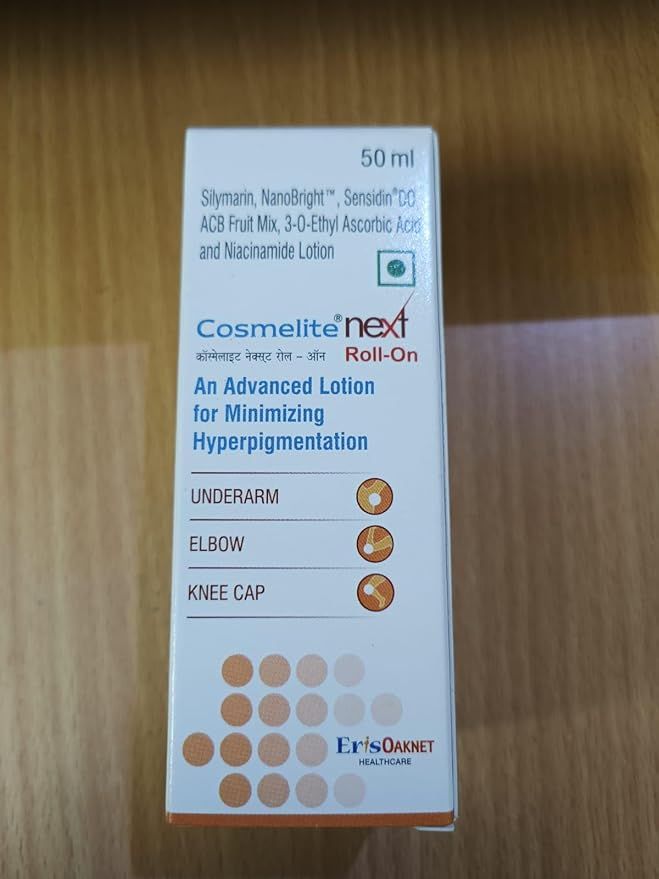 50 ml
Silymarin, NanoBright™, Sensidin®DO,
ACB Fruit Mix, 3-O-Ethyl Ascorbic Acid
and Niacinamide Lotion
Cosmelite® next
कॉस्मेलाइट नेक्स्ट रोल - ऑन Roll-On
An Advanced Lotion
for Minimizing
Hyperpigmentation
UNDERARM
ELBOW
KNEE CAP
ErisOAKNET
HEALTHCARE